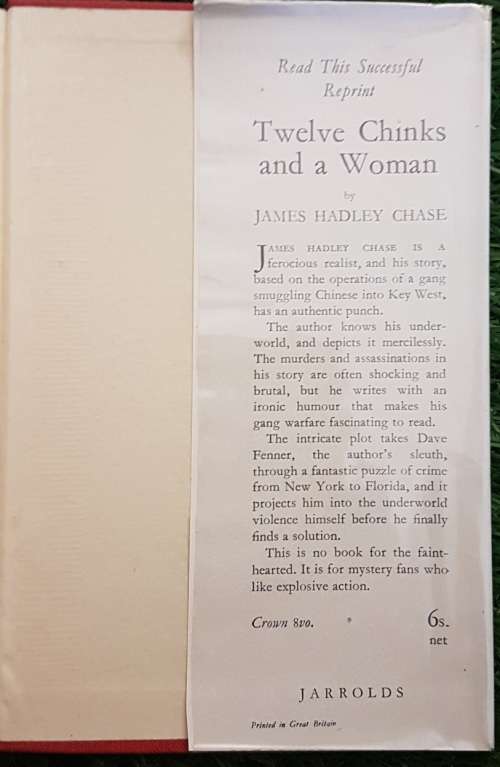 Read This Successful
Reprint
Twelve Chinks
and a Woman
by
JAMES HADLEY CHASE
JAMES HADLEY CHASE IS A
ferocious realist, and his story,
based on the operations of a gang
smuggling Chinese into Key West,
has an authentic punch.
The author knows his under-
world, and depicts it mercilessly.
The murders and assassinations in
his story are often shocking and
brutal, but he writes with an
ironic humour that makes his
gang warfare fascinating to read.
The intricate plot takes Dave
Fenner, the author's sleuth,
through a fantastic puzzle of crime
from New York to Florida, and it
projects him into the underworld
violence himself before he finally
finds a solution.
This is no book for the faint-
hearted. It is for mystery fans who
like explosive action.
Crown 8vo. 6s.
net
JARROLDS
Printed in Great Britain